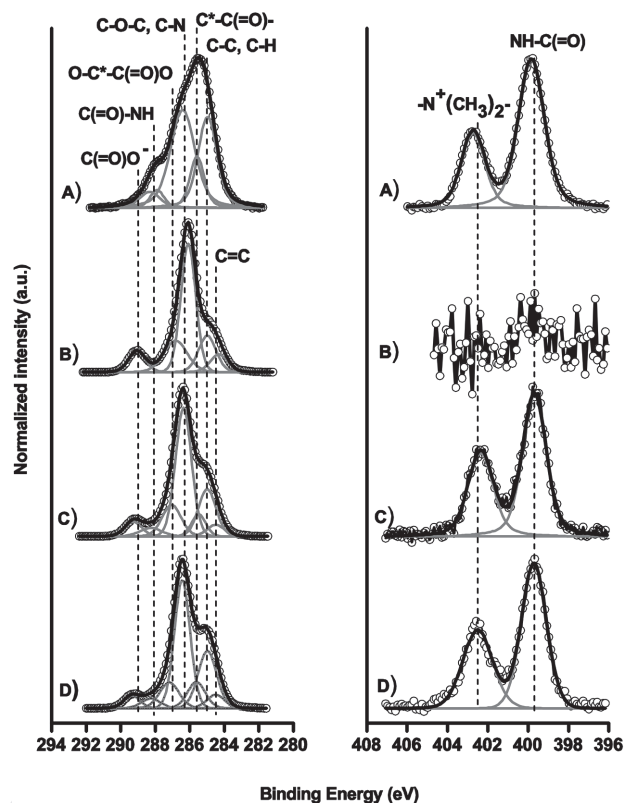 C-O-C, C-N C*-C(=O)-
C-C, C-H
O-C*-C(=O)O
C(=O)-NH
C(=O)O⁻
A)
C=C
B)
C)
D)
NH-C(=O)
-N⁺(CH₃)₂-
A)
B)
C)
D)
Normalized intensity (a.u.)
294 292 290 288 286 284 282 280
408 406 404 402 400 398 396
Binding Energy (eV)